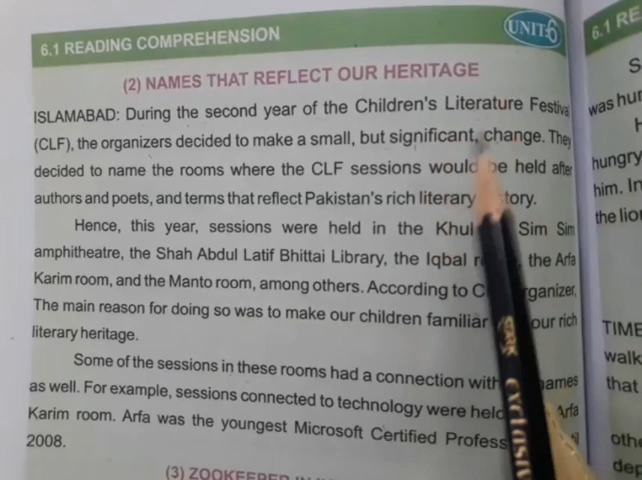 6.1 READING COMPREHENSION
UNIT 6
(2) NAMES THAT REFLECT OUR HERITAGE
ISLAMABAD: During the second year of the Children's Literature Festival
(CLF), the organizers decided to make a small, but significant, change. They
decided to name the rooms where the CLF sessions would be held after
authors and poets, and terms that reflect Pakistan's rich literary
Hence, this year, sessions were held in the Khul Sim Sim
amphitheatre, the Shah Abdul Latif Bhittai Library, the Iqbal the Arfa
Karim room, and the Manto room, among others. According to rganizer,
The main reason for doing so was to make our children familiar our rich
literary heritage.
Some of the sessions in these rooms had a connection with names
as well. For example, sessions connected to technology were held Arfa
Karim room. Arfa was the youngest Microsoft Certified
2008.
(3) ZOOKEEPER
6.1 RE
was hun
hungry
him. In
the lion
TIME
walk
that
othe
dep
SERK CYCLASIV